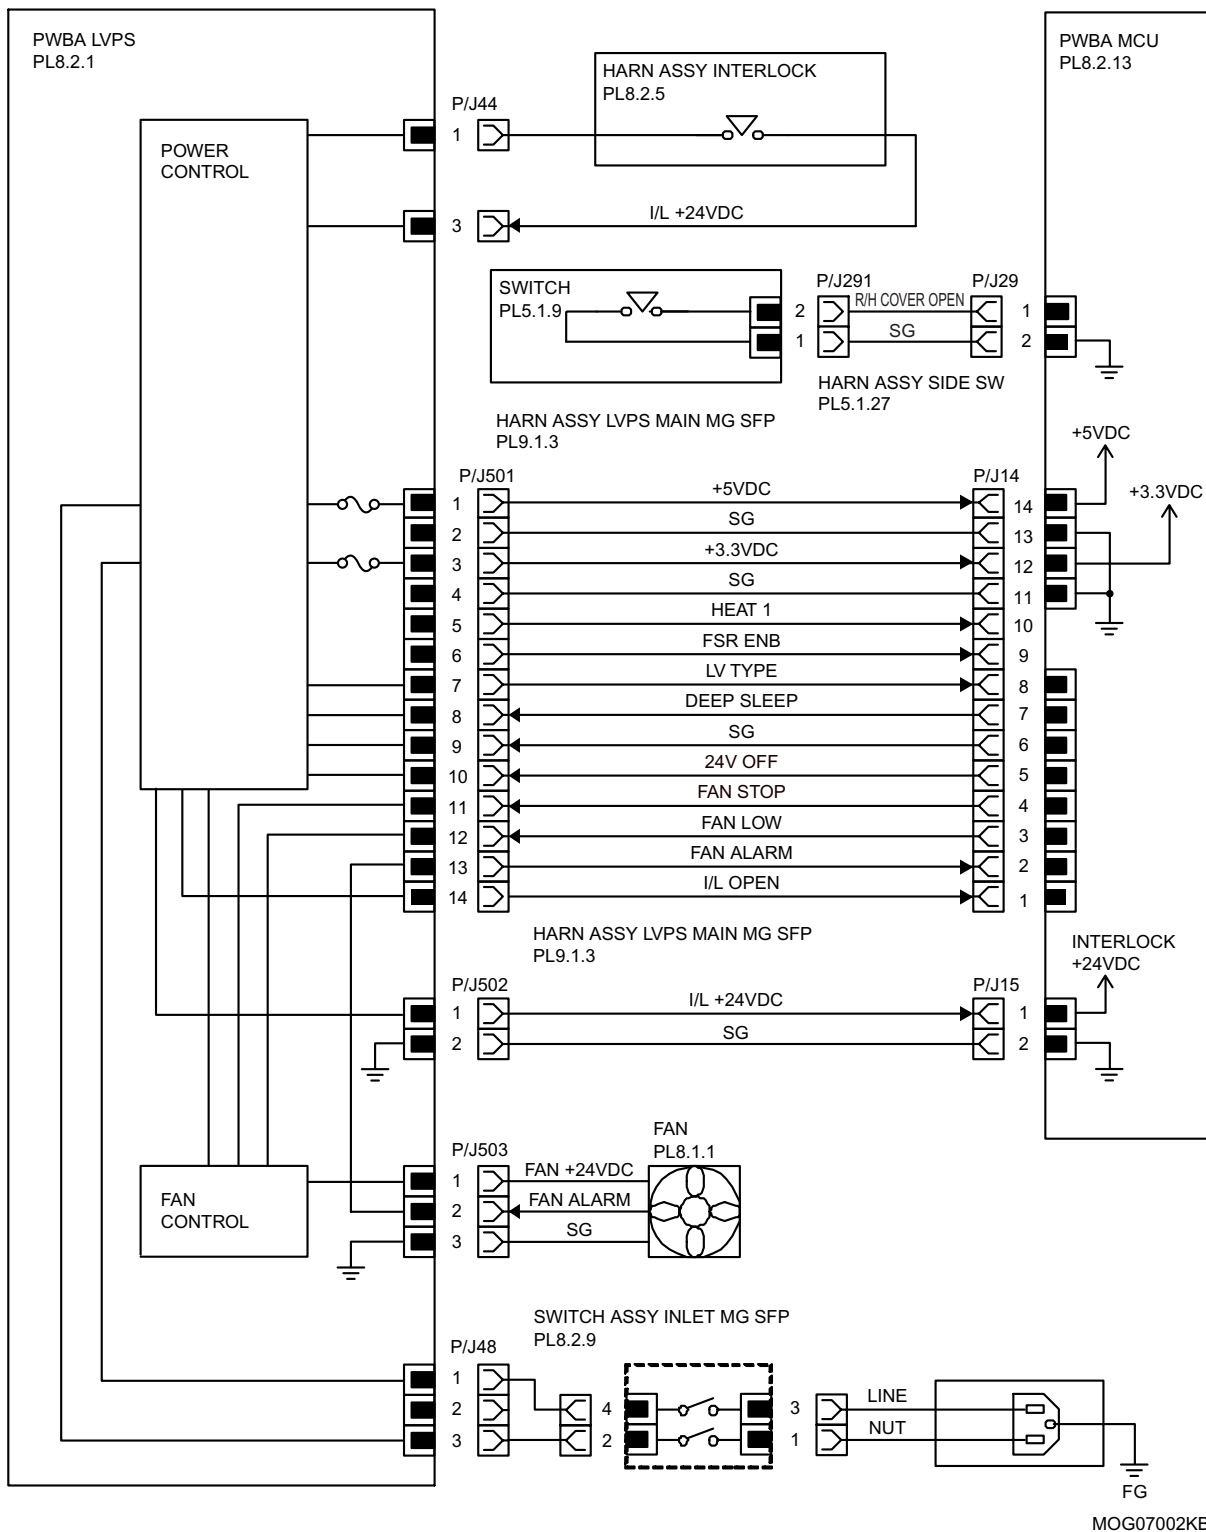 PWBA LVPS
PL8.2.1
PWBA MCU
PL8.2.13
HARN ASSY INTERLOCK
PL8.2.5
P/J44
1
POWER
CONTROL
3
I/L +24VDC
SWITCH
PL5.1.9
P/J291
P/J29
2
R/H COVER OPEN
1
1
SG
2
HARN ASSY SIDE SW
PL5.1.27
HARN ASSY LVPS MAIN MG SFP
PL9.1.3
+5VDC
+3.3VDC
P/J501
P/J14
1
+5VDC
14
2
SG
13
3
+3.3VDC
12
4
SG
11
5
HEAT 1
10
6
FSR ENB
9
7
LV TYPE
8
8
DEEP SLEEP
7
9
SG
6
10
24V OFF
5
11
FAN STOP
4
12
FAN LOW
3
13
FAN ALARM
2
14
I/L OPEN
1
HARN ASSY LVPS MAIN MG SFP
PL9.1.3
INTERLOCK
+24VDC
P/J502
P/J15
1
I/L +24VDC
1
2
SG
2
FAN
PL8.1.1
P/J503
1
FAN +24VDC
2
FAN ALARM
3
SG
FAN
CONTROL
SWITCH ASSY INLET MG SFP
PL8.2.9
P/J48
1
2
3
4
2
3
1
LINE
NUT
FG
MOG07002KB